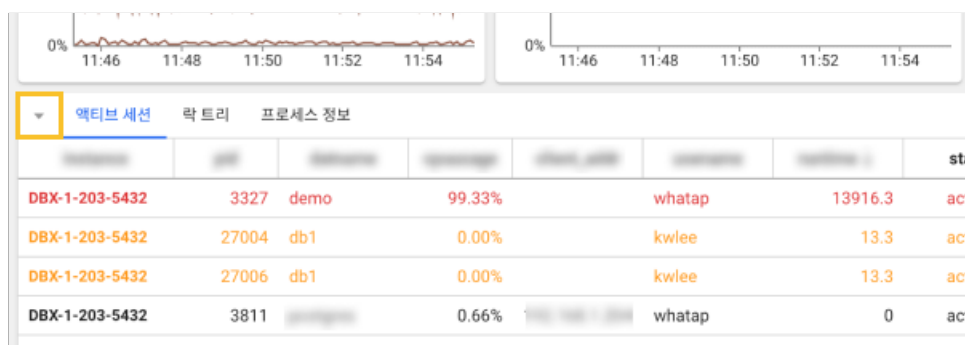 0% 0%
11:46 11:48 11:50 11:52 11:54 11:46 11:48 11:50 11:52 11:54
액티브 세션 락 트리 프로세스 정보
sta
DBX-1-203-5432 3327 demo 99.33% whatap 13916.3 ac
DBX-1-203-5432 27004 db1 0.00% kwlee 13.3 ac
DBX-1-203-5432 27006 db1 0.00% kwlee 13.3 ac
DBX-1-203-5432 3811 0.66% whatap 0 ac